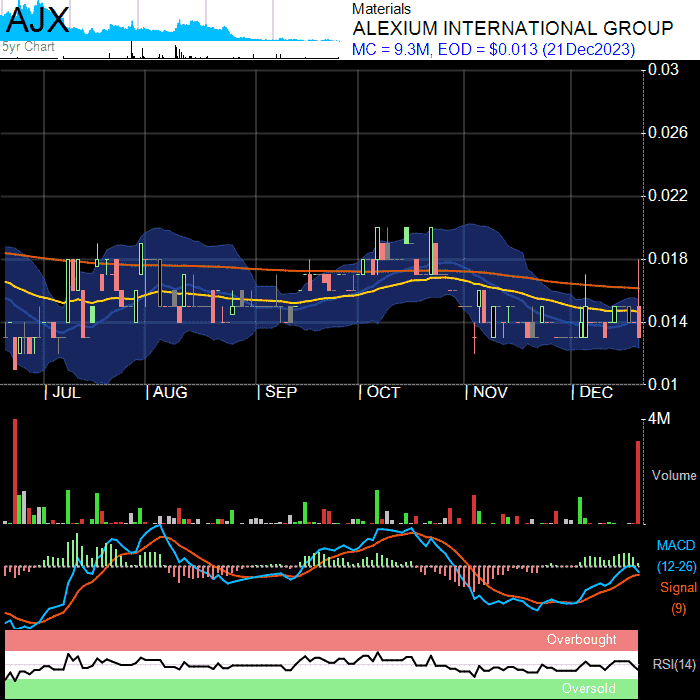 AJX
5yr Chart
Materials
ALEXIUM INTERNATIONAL GROUP
MC = 9.3M, EOD = $0.013 (21Dec2023)
0.03
0.026
0.022
0.018
0.014
0.01
JUL AUG SEP OCT NOV DEC
4M
Volume
MACD
(12-26)
Signal
(9)
Overbought
RSI(14)
Oversold